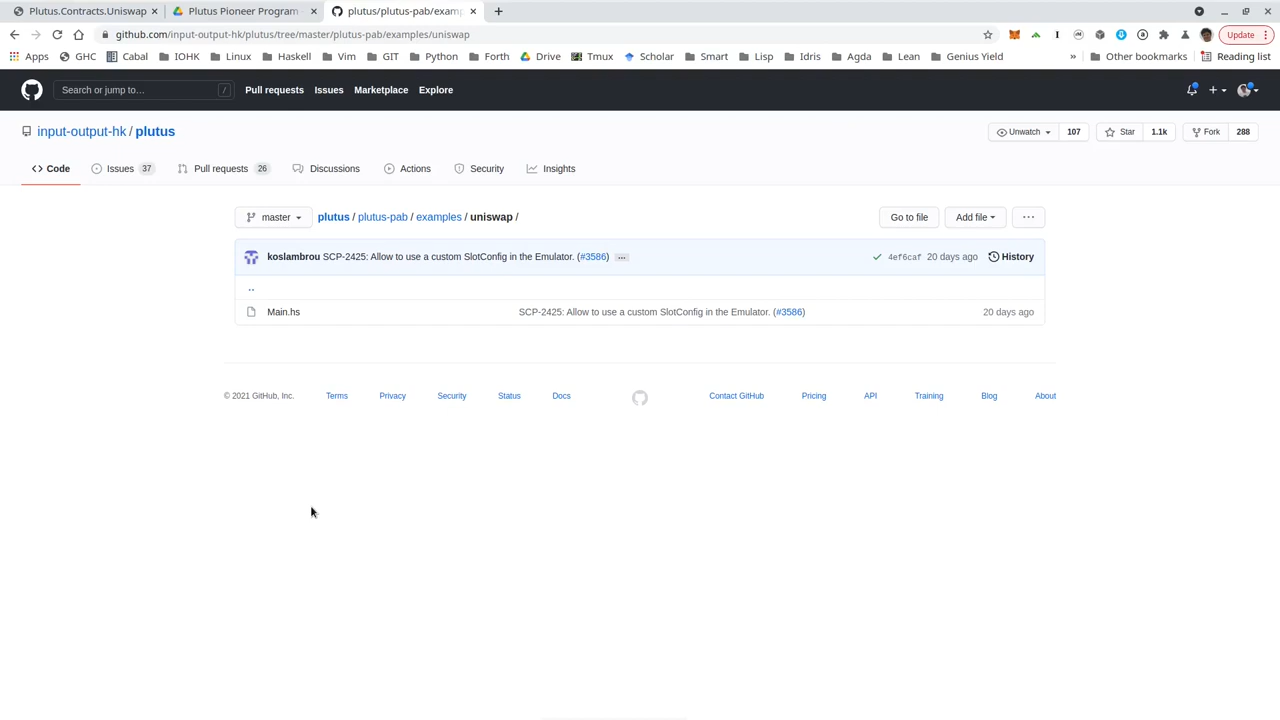 Plutus.Contracts.Uniswap
Plutus Pioneer Program -
plutus/plutus-pab/examp
github.com/input-output-hk/plutus/tree/master/plutus-pab/examples/uniswap
Update
Apps GHC Cabal IOHK Linux Haskell Vim GIT Python Forth Drive Tmux Scholar Smart Lisp Idris Agda Lean Genius Yield » Other bookmarks Reading list
Search or jump to… / Pull requests Issues Marketplace Explore
input-output-hk / plutus Unwatch 107 Star 1.1k Fork 288
<> Code Issues 37 Pull requests 26 Discussions Actions Security Insights
master plutus / plutus-pab / examples / uniswap / Go to file Add file ···
koslambrou SCP-2425: Allow to use a custom SlotConfig in the Emulator. (#3586) … 4ef6caf 20 days ago History
..
Main.hs SCP-2425: Allow to use a custom SlotConfig in the Emulator. (#3586) 20 days ago
© 2021 GitHub, Inc. Terms Privacy Security Status Docs Contact GitHub Pricing API Training Blog About